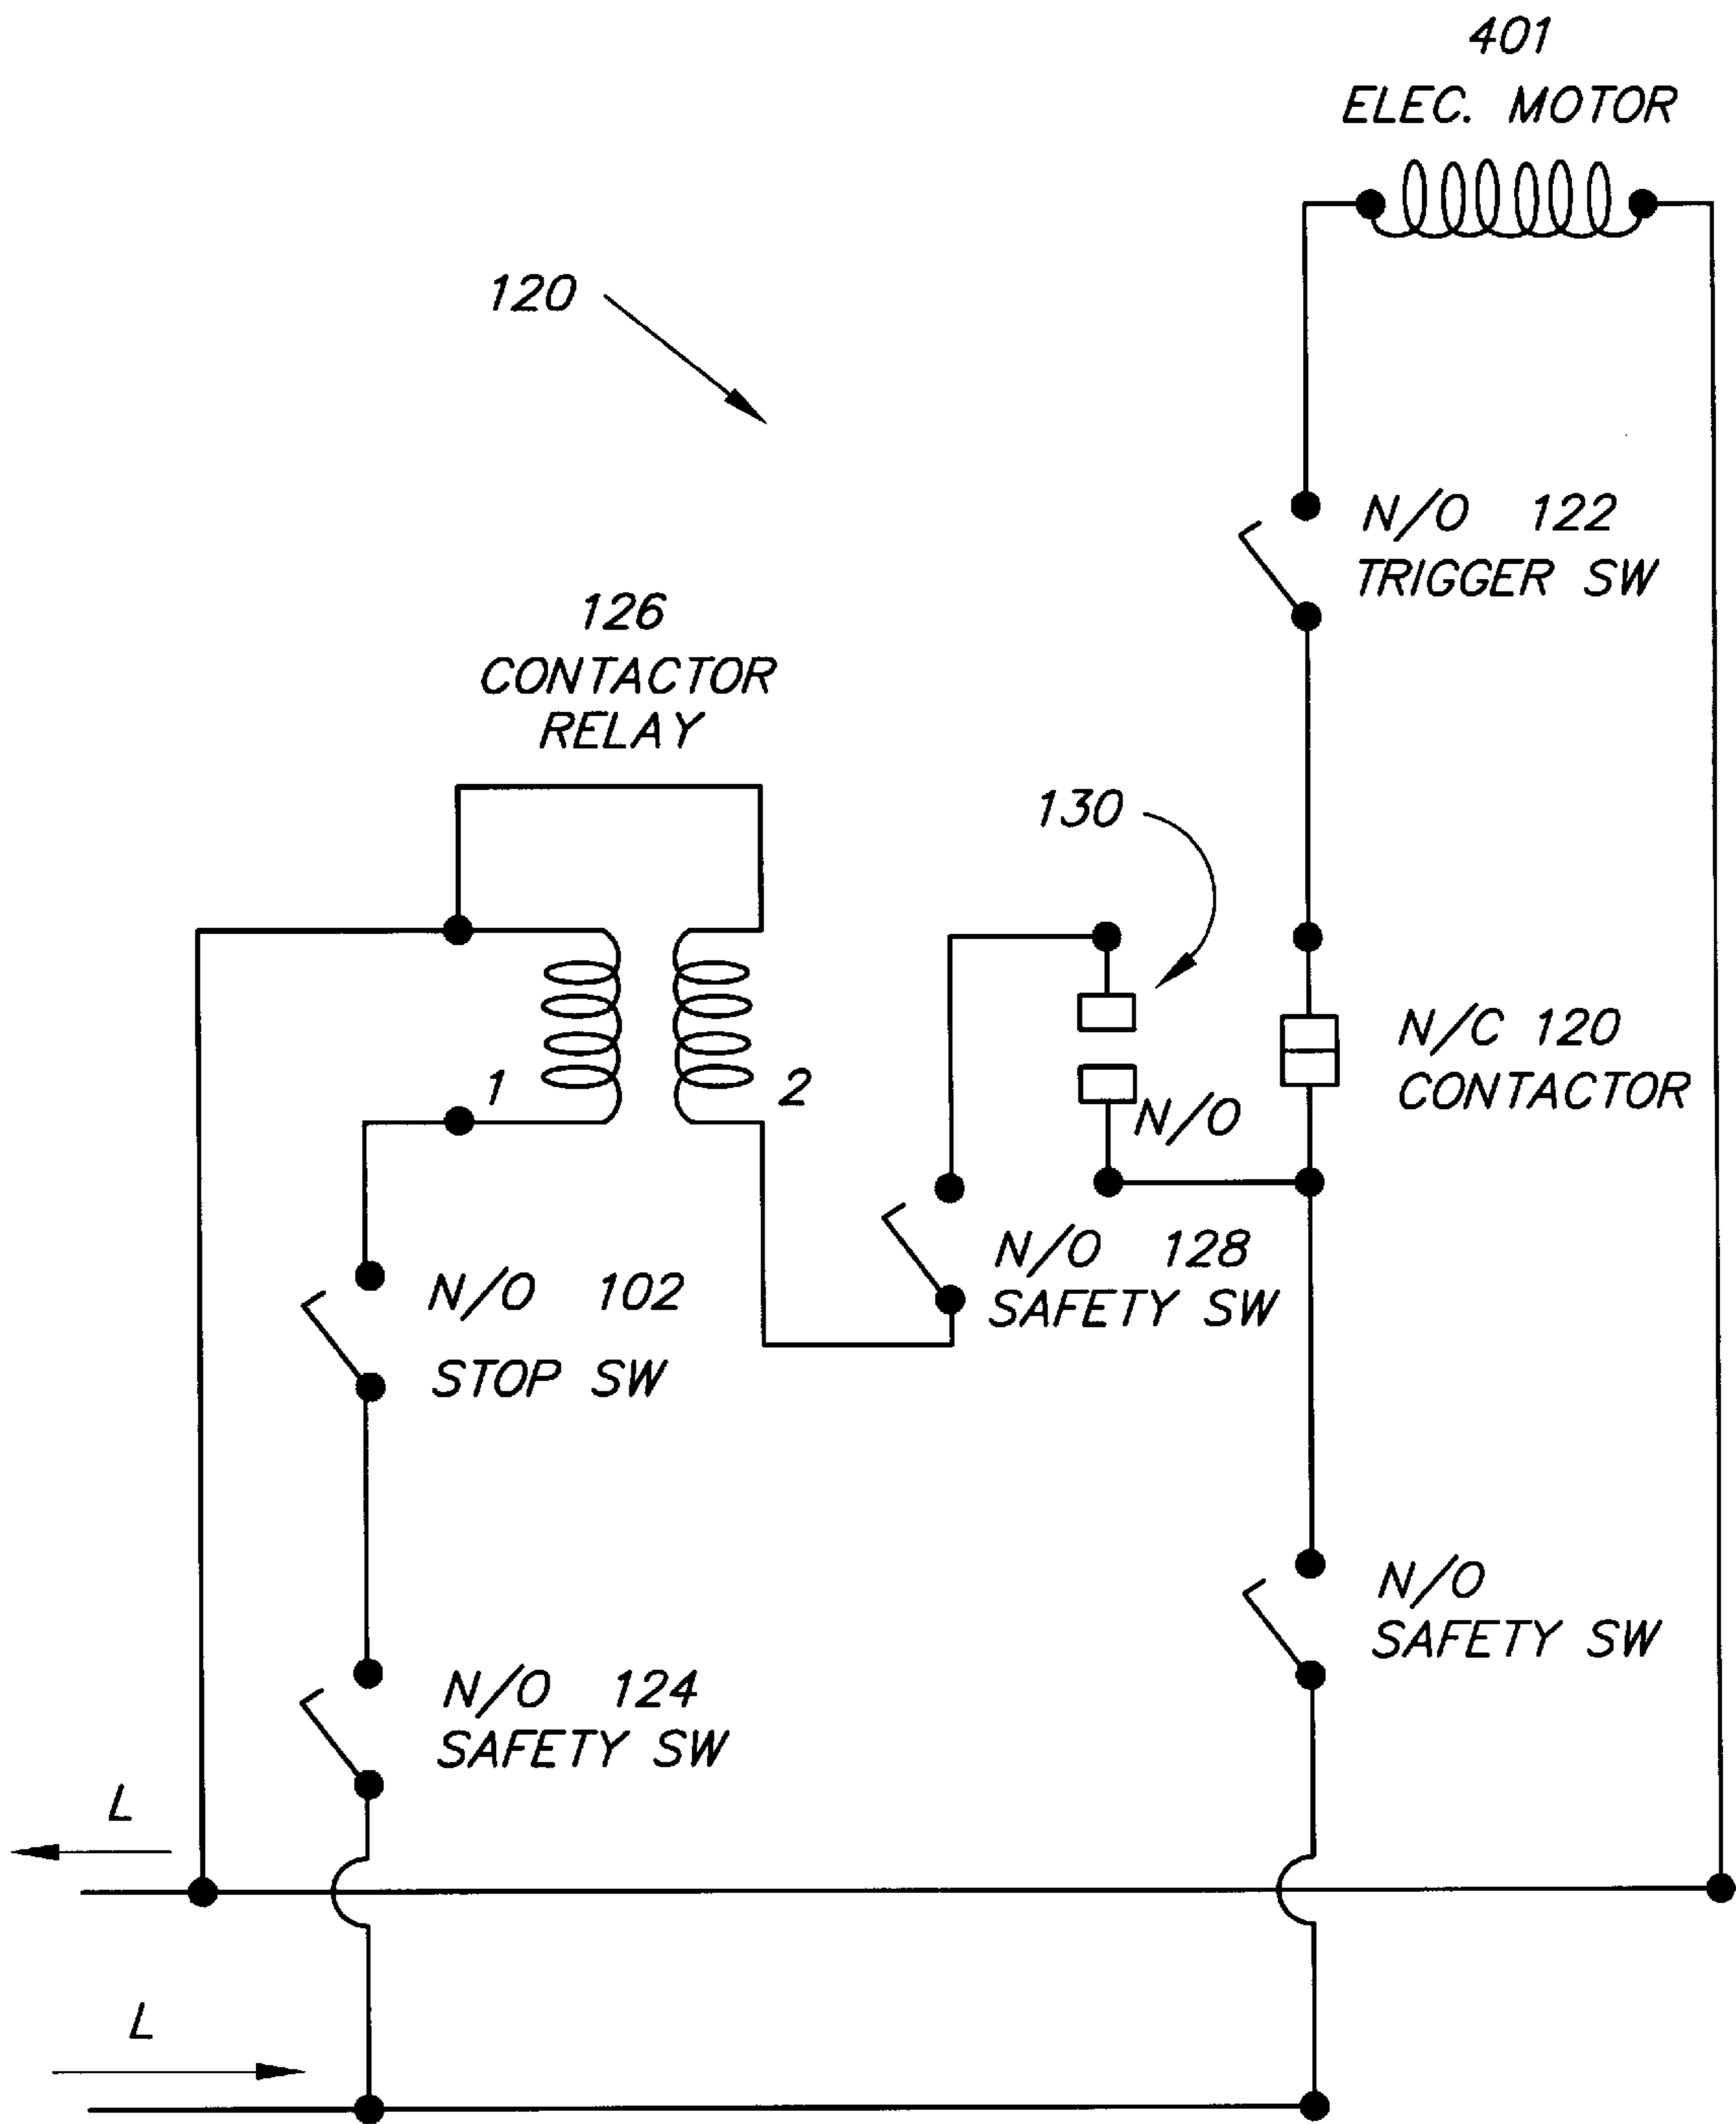 401
ELEC. MOTOR
120
N/O 122
TRIGGER SW
126
CONTACTOR
RELAY
130
N/C 120
CONTACTOR
1
2
N/O
N/O 128
SAFETY SW
N/O 102
STOP SW
N/O
SAFETY SW
N/O 124
SAFETY SW
L
L